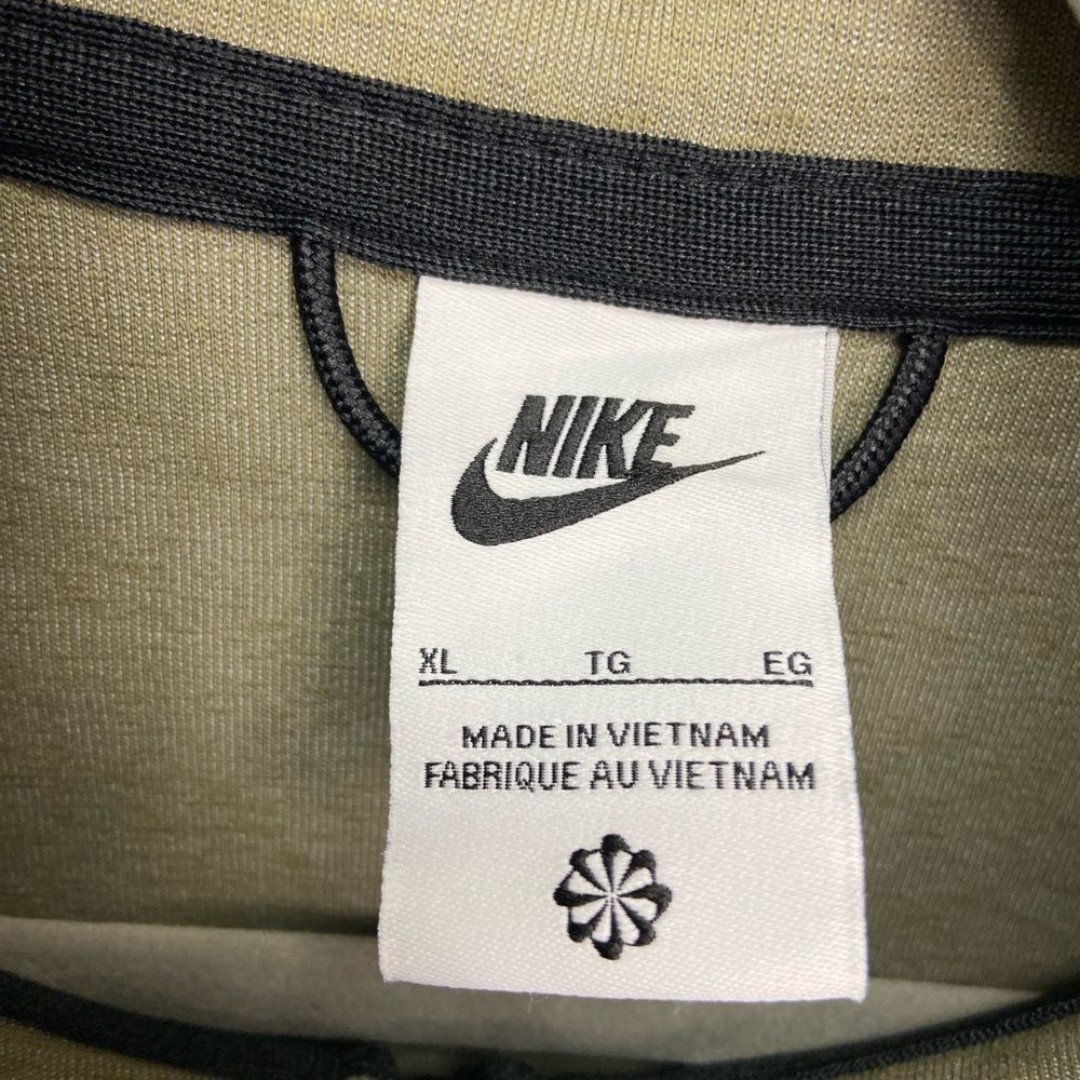 NIKE
XL TG EG
MADE IN VIETNAM
FABRIQUE AU VIETNAM